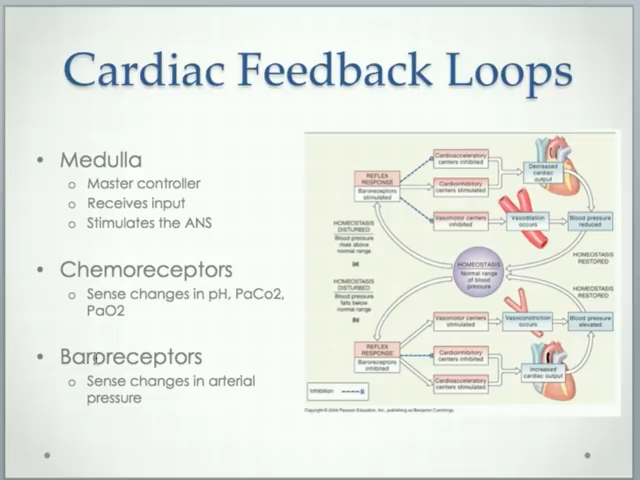 Cardiac Feedback Loops
• Medulla
o Master controller
o Receives input
o Stimulates the ANS
• Chemoreceptors
o Sense changes in pH, PaCo2,
PaO2
• Baroreceptors
o Sense changes in arterial
pressure
REFLEX
RESPONSE
Baroreceptors
stimulated
Cardioacceleratory
centers inhibited
Cardioinhibitory
centers stimulated
Vasomotor centers
inhibited
Decreased
cardiac
output
Vasodilation
occurs
Blood pressure
reduced
HOMEOSTASIS
DISTURBED
Blood pressure
rises above
normal range
(a)
HOMEOSTASIS
RESTORED
HOMEOSTASIS
Normal range
of blood
pressure
HOMEOSTASIS
DISTURBED
Blood pressure
falls below
normal range
(b)
HOMEOSTASIS
RESTORED
Vasomotor centers
stimulated
Vasoconstriction
occurs
Blood pressure
elevated
REFLEX
RESPONSE
Baroreceptors
inhibited
Cardioinhibitory
centers inhibited
Cardioacceleratory
centers stimulated
Increased
cardiac output
Inhibition
Copyright © 2004 Pearson Education, Inc., publishing as Benjamin Cummings.